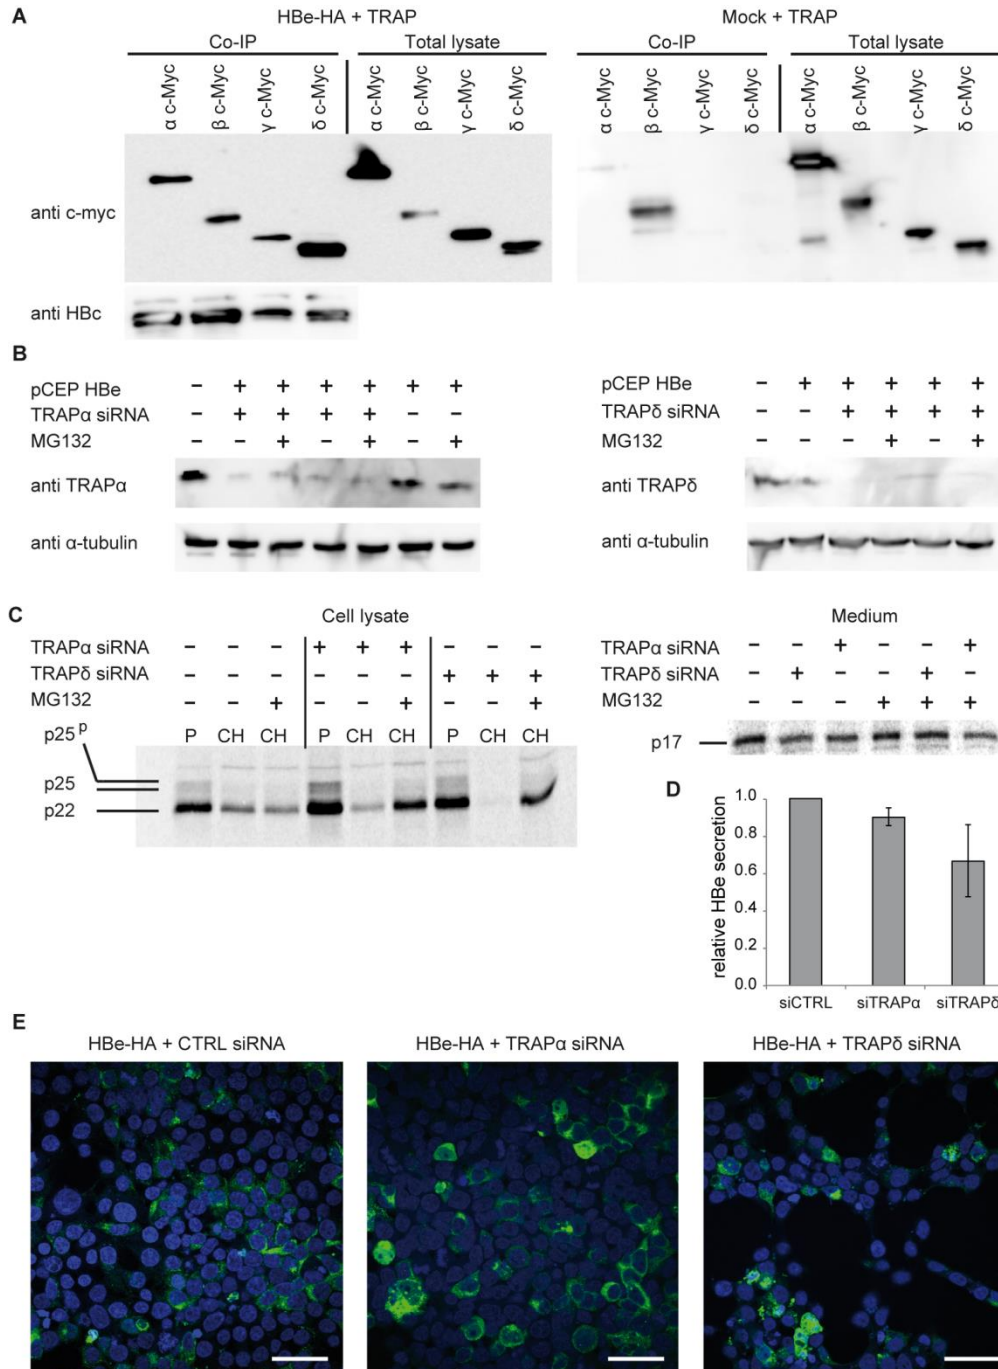 A
HBe-HA + TRAP
Mock + TRAP
Co-IP
Total lysate
Co-IP
Total lysate
α c-Myc
β c-Myc
γ c-Myc
δ c-Myc
α c-Myc
β c-Myc
γ c-Myc
δ c-Myc
α c-Myc
β c-Myc
γ c-Myc
δ c-Myc
α c-Myc
β c-Myc
γ c-Myc
δ c-Myc
anti c-myc
anti HBc
B
pCEP HBe – + + + + + +
TRAPα siRNA – + + + + – –
MG132 – – + – + – +
anti TRAPα
anti α-tubulin
pCEP HBe – + + + + +
TRAPδ siRNA – – + + + +
MG132 – – – + – +
anti TRAPδ
anti α-tubulin
C
Cell lysate
TRAPα siRNA – – – + + + – – –
TRAPδ siRNA – – – – – – + + +
MG132 – – + – – + – – +
P CH CH P CH CH P CH CH
p25 p
p25
p22
Medium
TRAPα siRNA – – + – – +
TRAPδ siRNA – + – – + –
MG132 – – – + + +
p17
D
relative HBe secretion
1.0
0.8
0.6
0.4
0.2
0.0
siCTRL
siTRAPα
siTRAPδ
E
HBe-HA + CTRL siRNA
HBe-HA + TRAPα siRNA
HBe-HA + TRAPδ siRNA